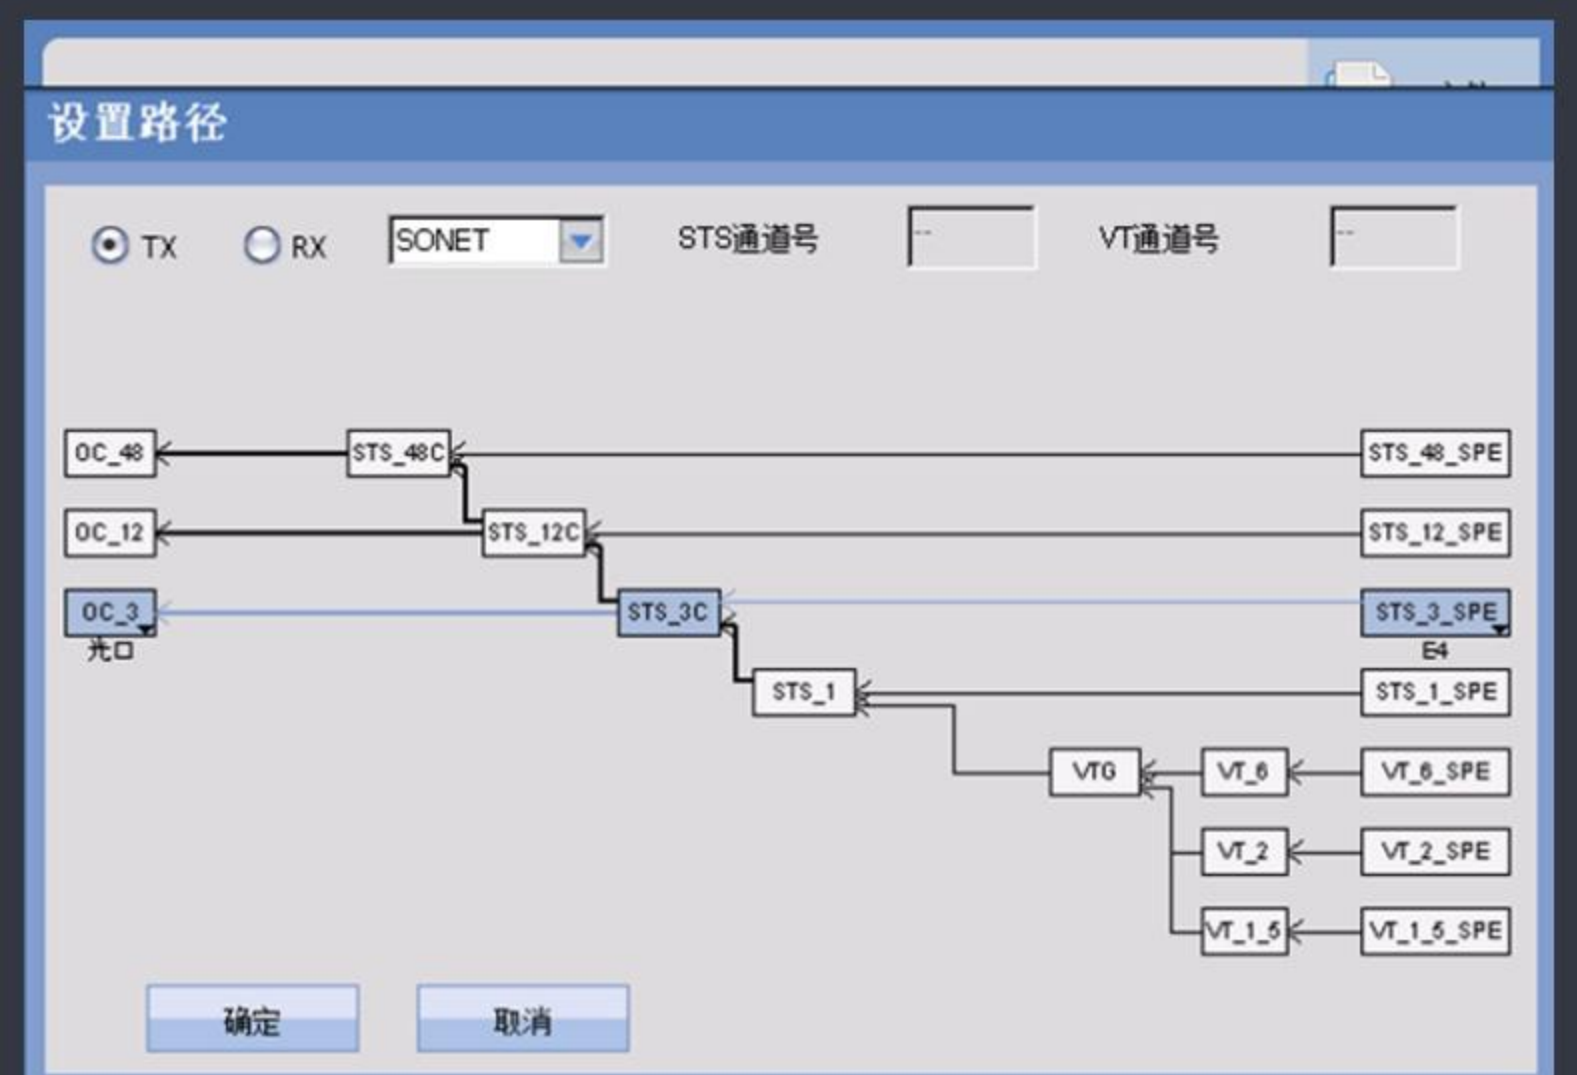 设置路径
TX
RX
SONET
STS通道号
--
VT通道号
--
OC_48
STS_48C
STS_48_SPE
OC_12
STS_12C
STS_12_SPE
OC_3
STS_3C
STS_3_SPE
光口
E4
STS_1
STS_1_SPE
VTG
VT_6
VT_6_SPE
VT_2
VT_2_SPE
VT_1_5
VT_1_5_SPE
确定
取消